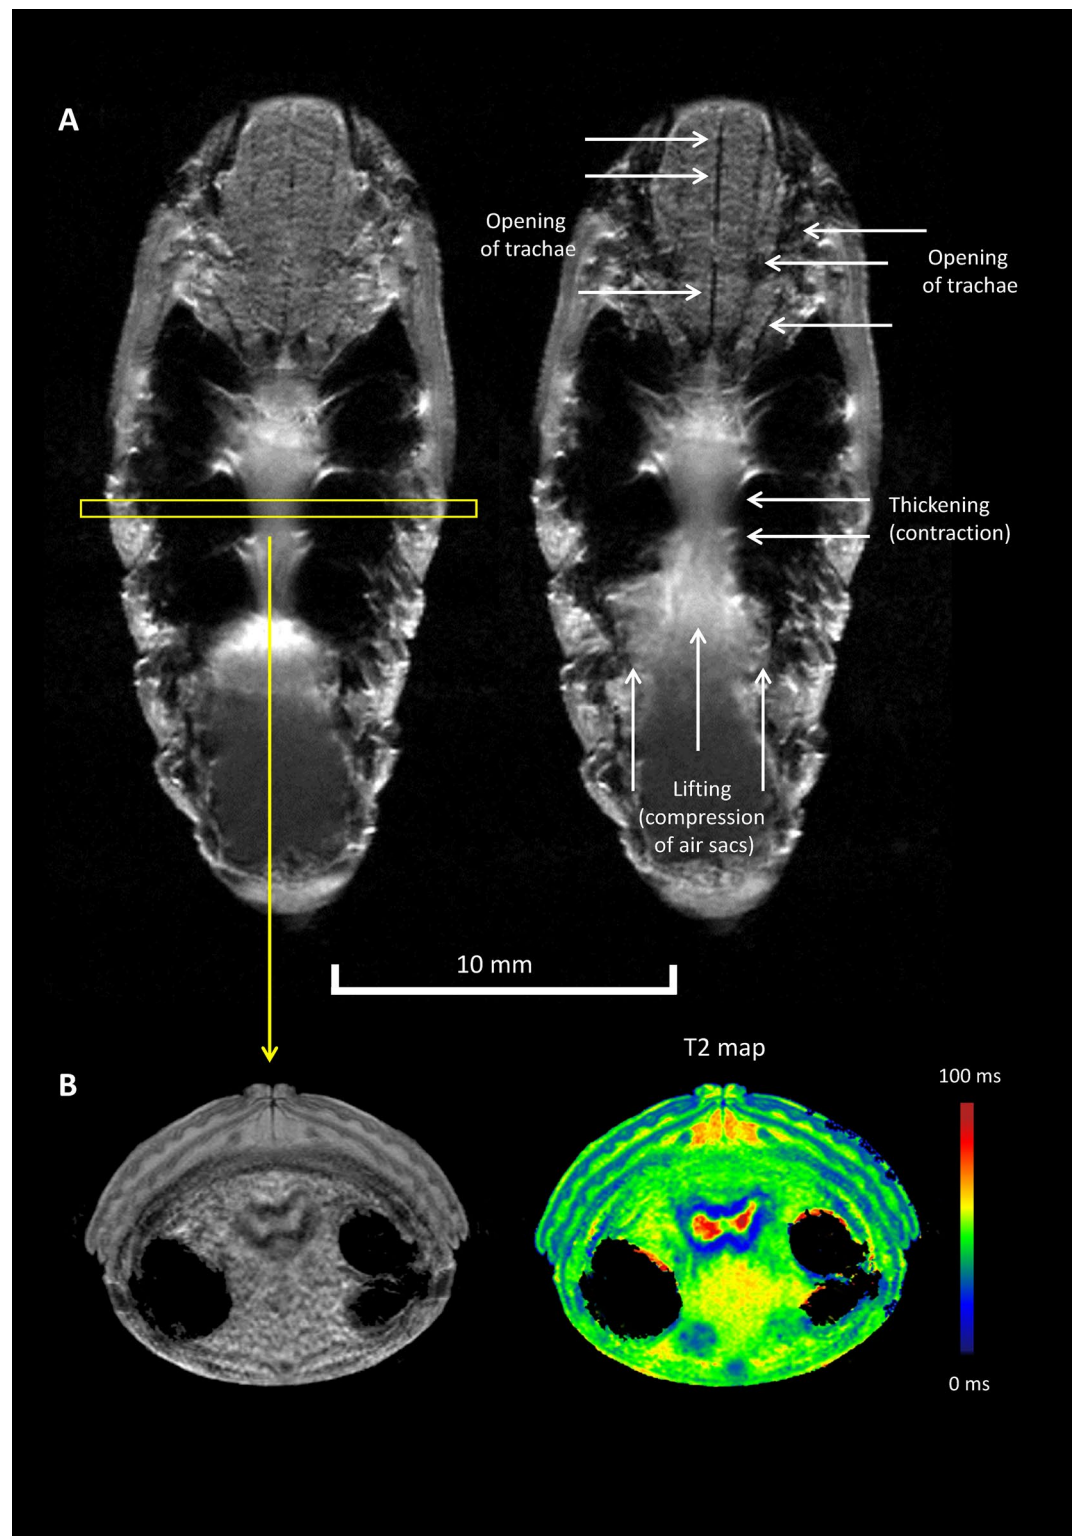 A
Opening
of trachae
Opening
of trachae
Thickening
(contraction)
Lifting
(compression
of air sacs)
10 mm
T2 map
B
100 ms
0 ms